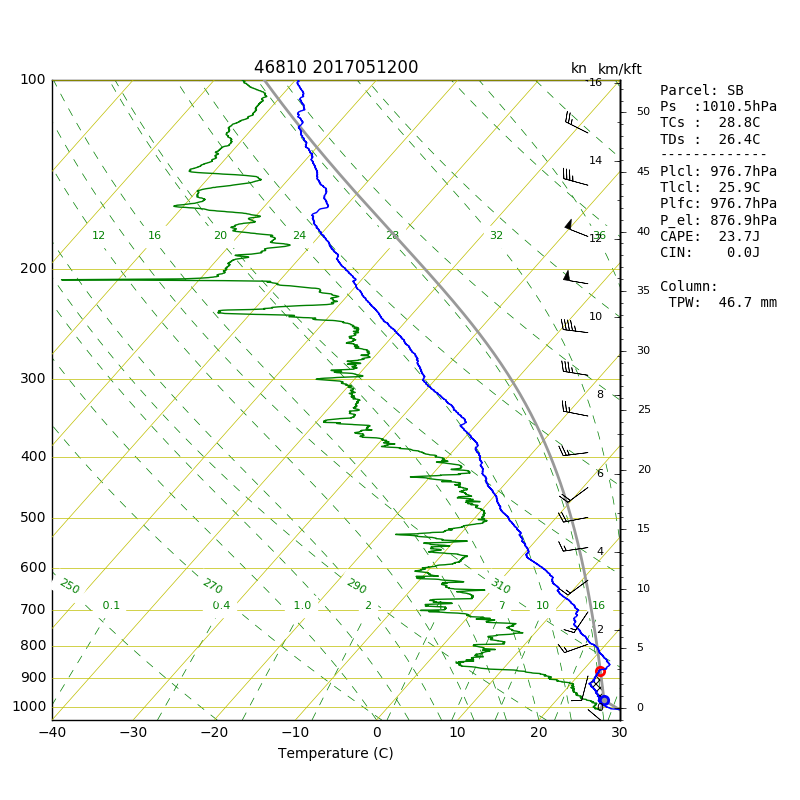 46810 2017051200
kn km/kft
Parcel: SB
Ps :1010.5hPa
TCs : 28.8C
TDs : 26.4C
-------------
Plcl: 976.7hPa
Tlcl: 25.9C
Plfc: 976.7hPa
P_el: 876.9hPa
CAPE: 23.7J
CIN: 0.0J
Column:
TPW: 46.7 mm
100
200
300
400
500
600
700
800
900
1000
16
14
12
10
8
6
4
2
0
50
45
40
35
30
25
20
15
10
5
0
12 16 20 24 28 32 36
250 270 290 310
0.1 0.4 1.0 2 4 7 10 16
−40 −30 −20 −10 0 10 20 30
Temperature (C)